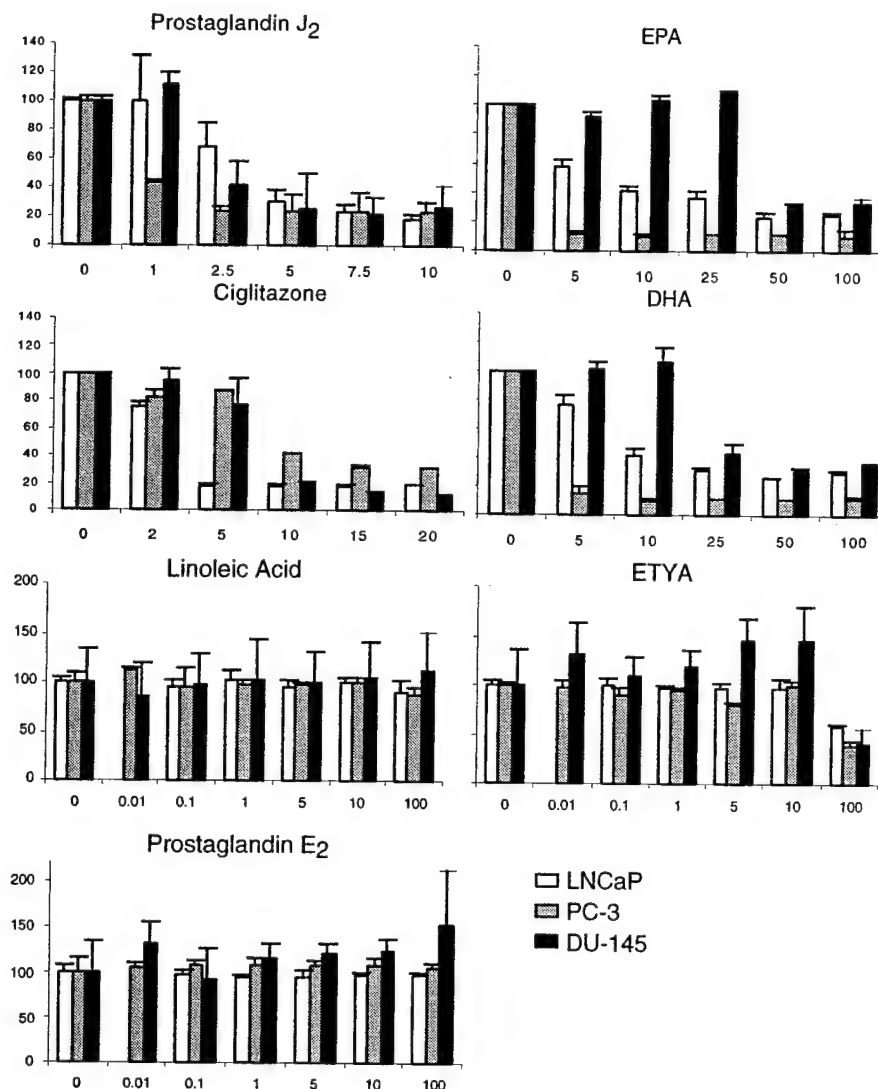 Prostaglandin J2
140
120
100
80
60
40
20
0
0 1 2.5 5 7.5 10
EPA
0 5 10 25 50 100
Ciglitazone
140
120
100
80
60
40
20
0
0 2 5 10 15 20
DHA
0 5 10 25 50 100
Linoleic Acid
200
150
100
50
0
0 0.01 0.1 1 5 10 100
ETYA
0 0.01 0.1 1 5 10 100
Prostaglandin E2
200
150
100
50
0
0 0.01 0.1 1 5 10 100
LNCaP
PC-3
DU-145